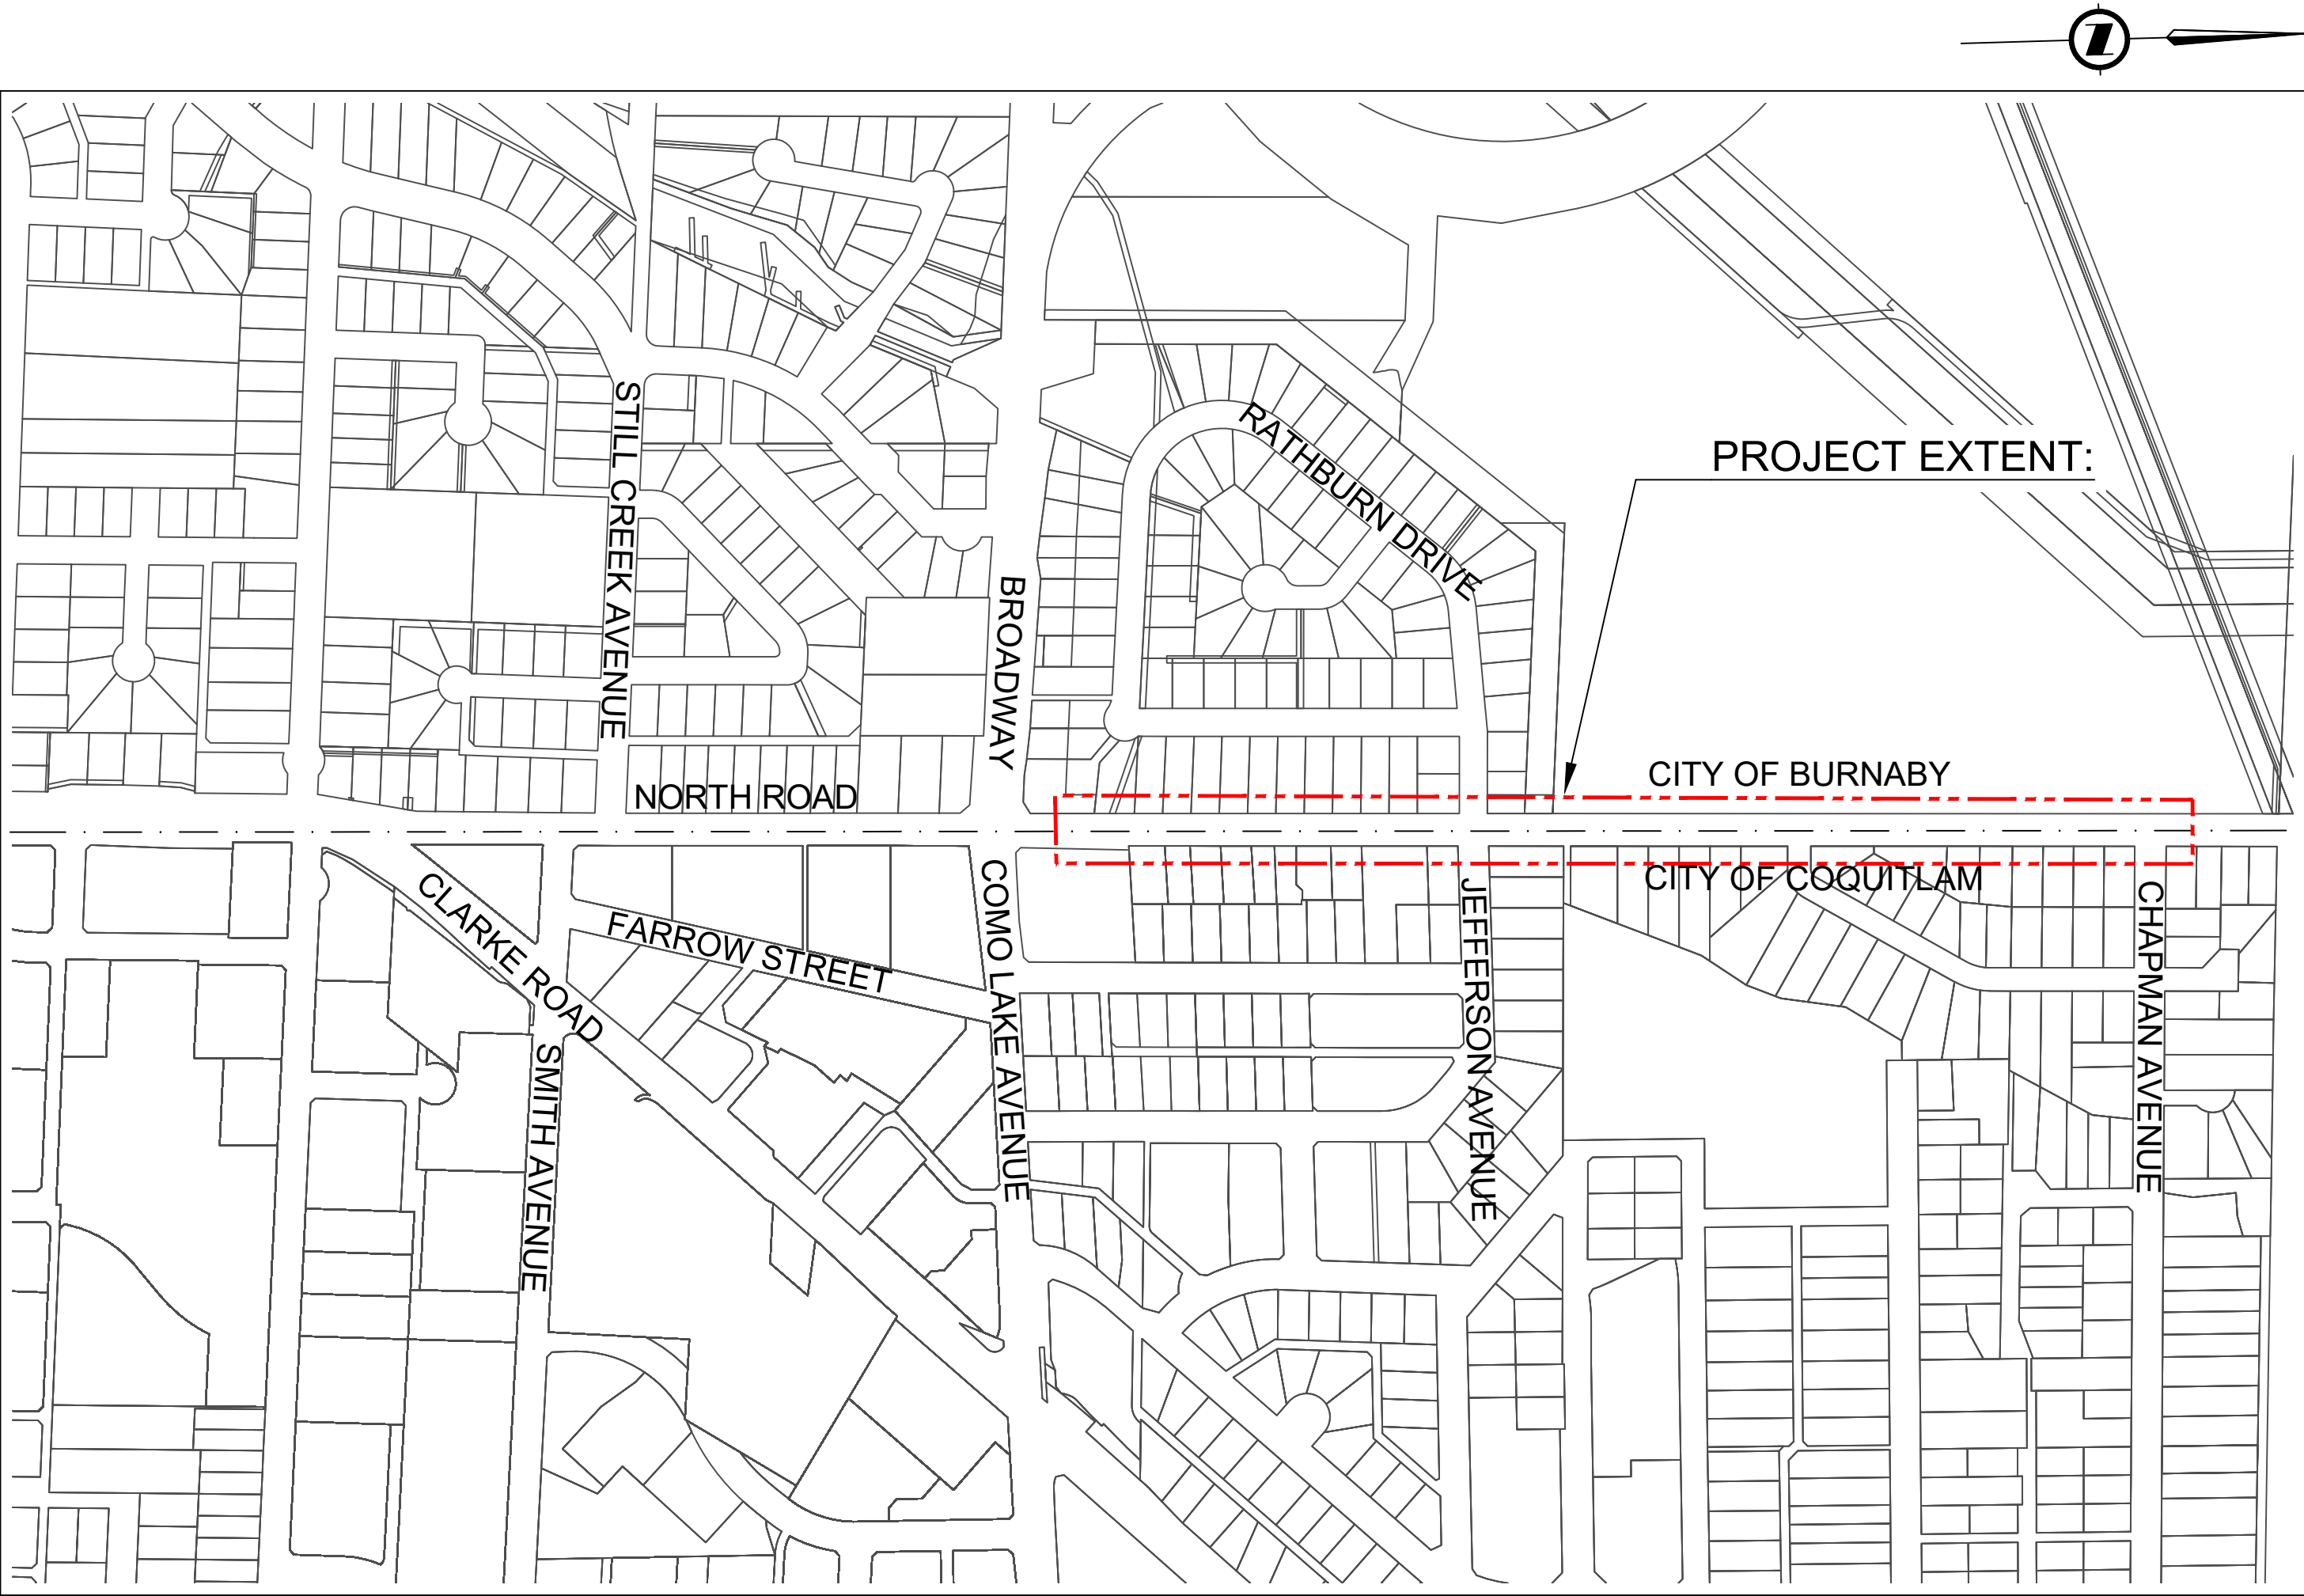 PROJECT EXTENT:
RATHBURN DRIVE
STILL CREEK AVENUE
BROADWAY
NORTH ROAD
CITY OF BURNABY
CITY OF COQUITLAM
CLARKE ROAD
FARROW STREET
COMO LAKE AVENUE
JEFFERSON AVENUE
CHAPMAN AVENUE
SMITH AVENUE